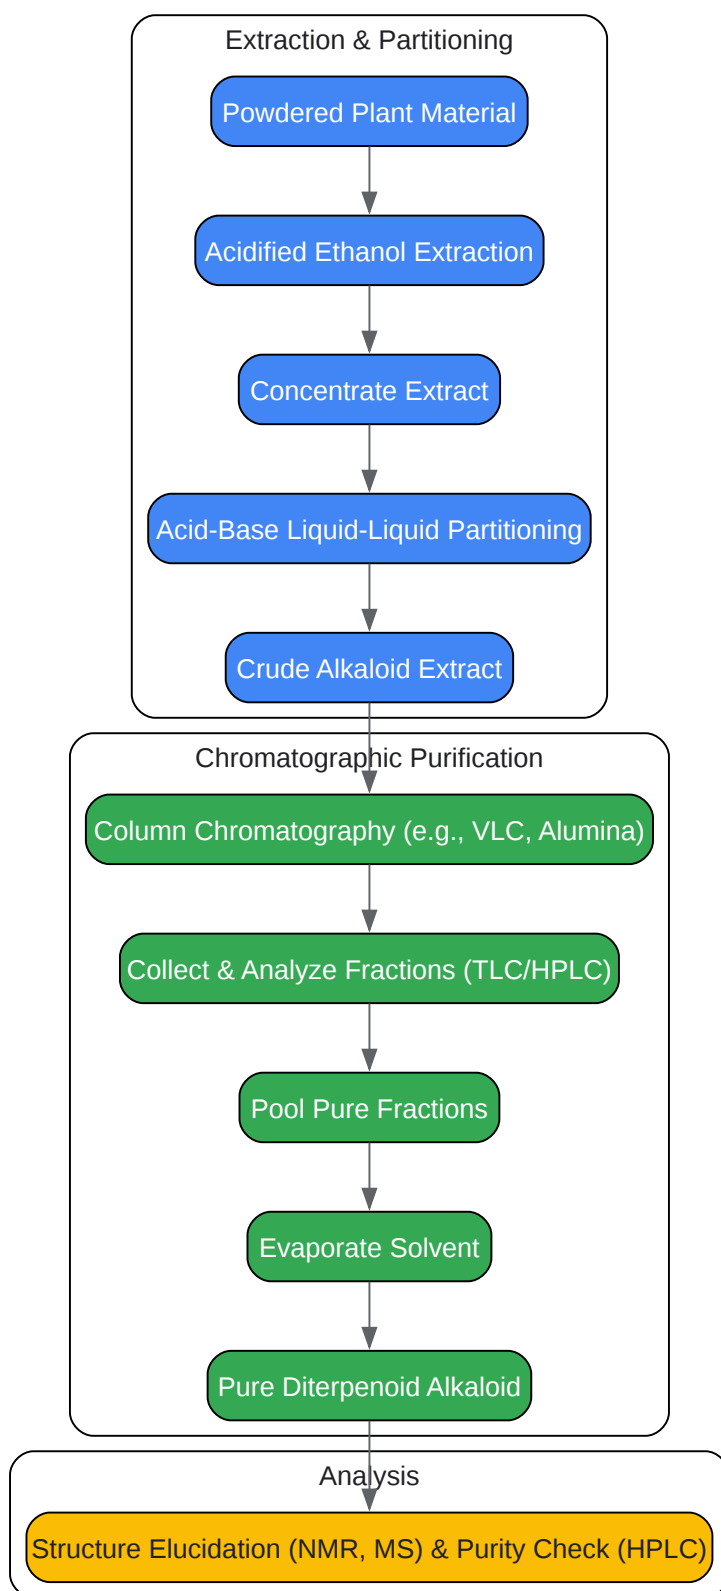 Extraction & Partitioning
Powdered Plant Material
Acidified Ethanol Extraction
Concentrate Extract
Acid-Base Liquid-Liquid Partitioning
Crude Alkaloid Extract
Chromatographic Purification
Column Chromatography (e.g., VLC, Alumina)
Collect & Analyze Fractions (TLC/HPLC)
Pool Pure Fractions
Evaporate Solvent
Pure Diterpenoid Alkaloid
Analysis
Structure Elucidation (NMR, MS) & Purity Check (HPLC)